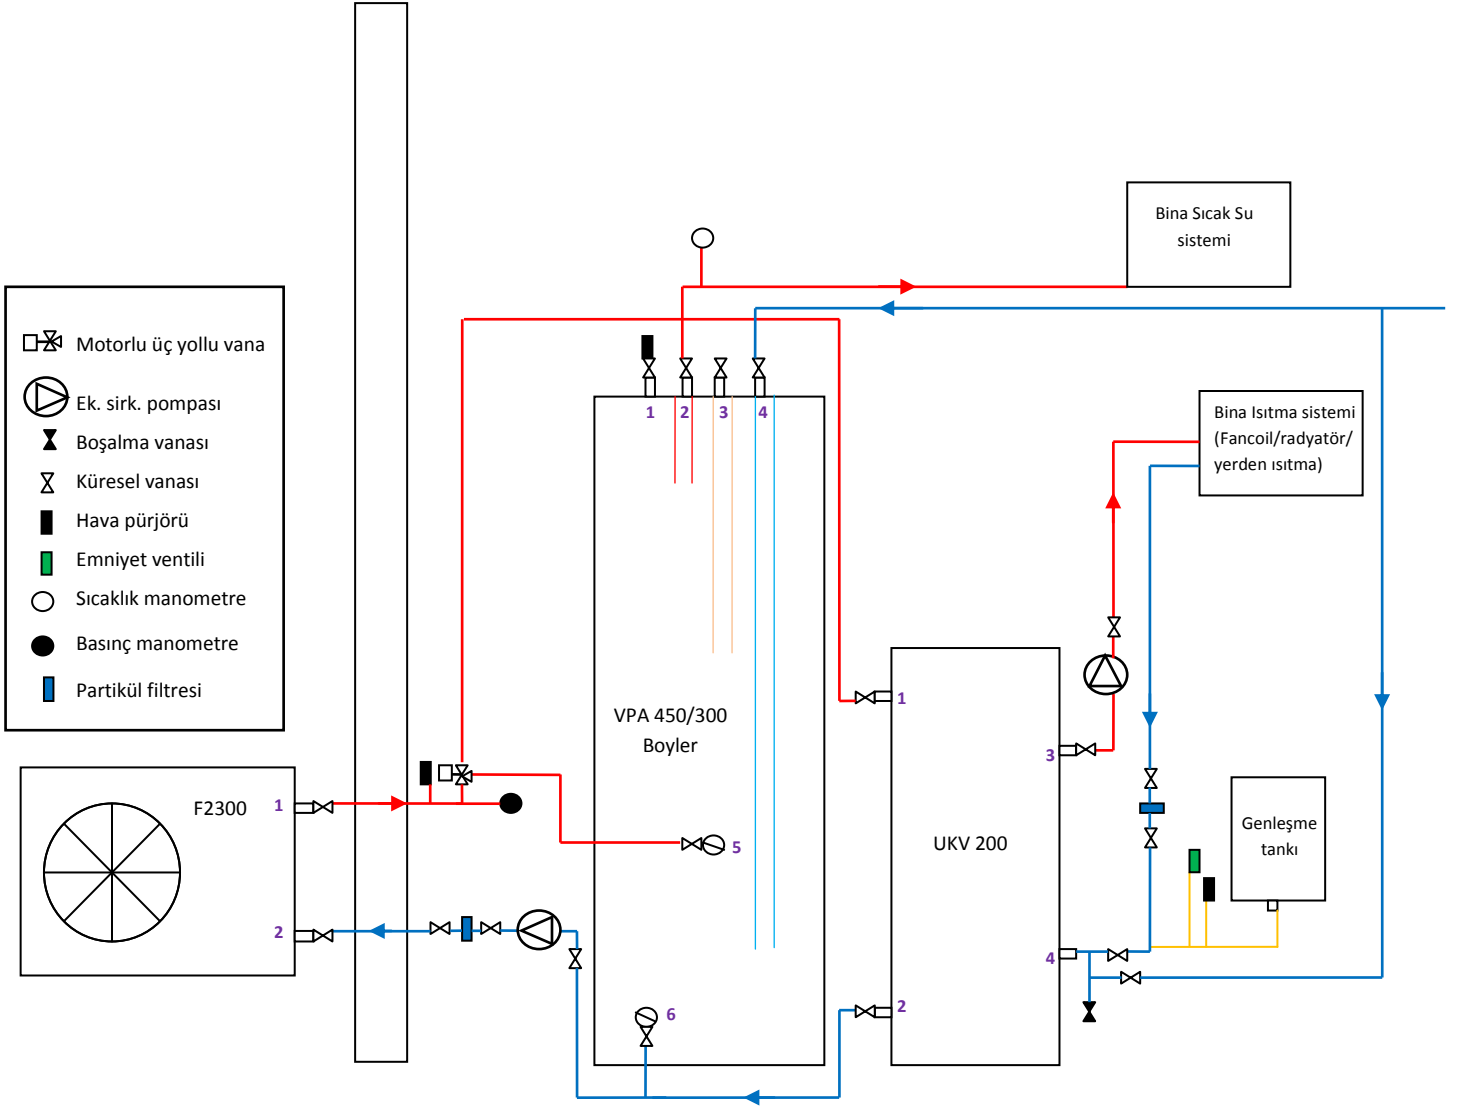 Bina Sıcak Su
sistemi
Motorlu üç yollu vana
Ek. sirk. pompası
Boşalma vanası
Küresel vanası
Hava pürjörü
Emniyet ventili
Sıcaklık manometre
Basınç manometre
Partikül filtresi
1
2
3
4
Bina Isıtma sistemi
(Fancoil/radyatör/
yerden ısıtma)
VPA 450/300
Boyler
5
6
F2300
1
2
UKV 200
1
2
3
4
Genleşme
tankı